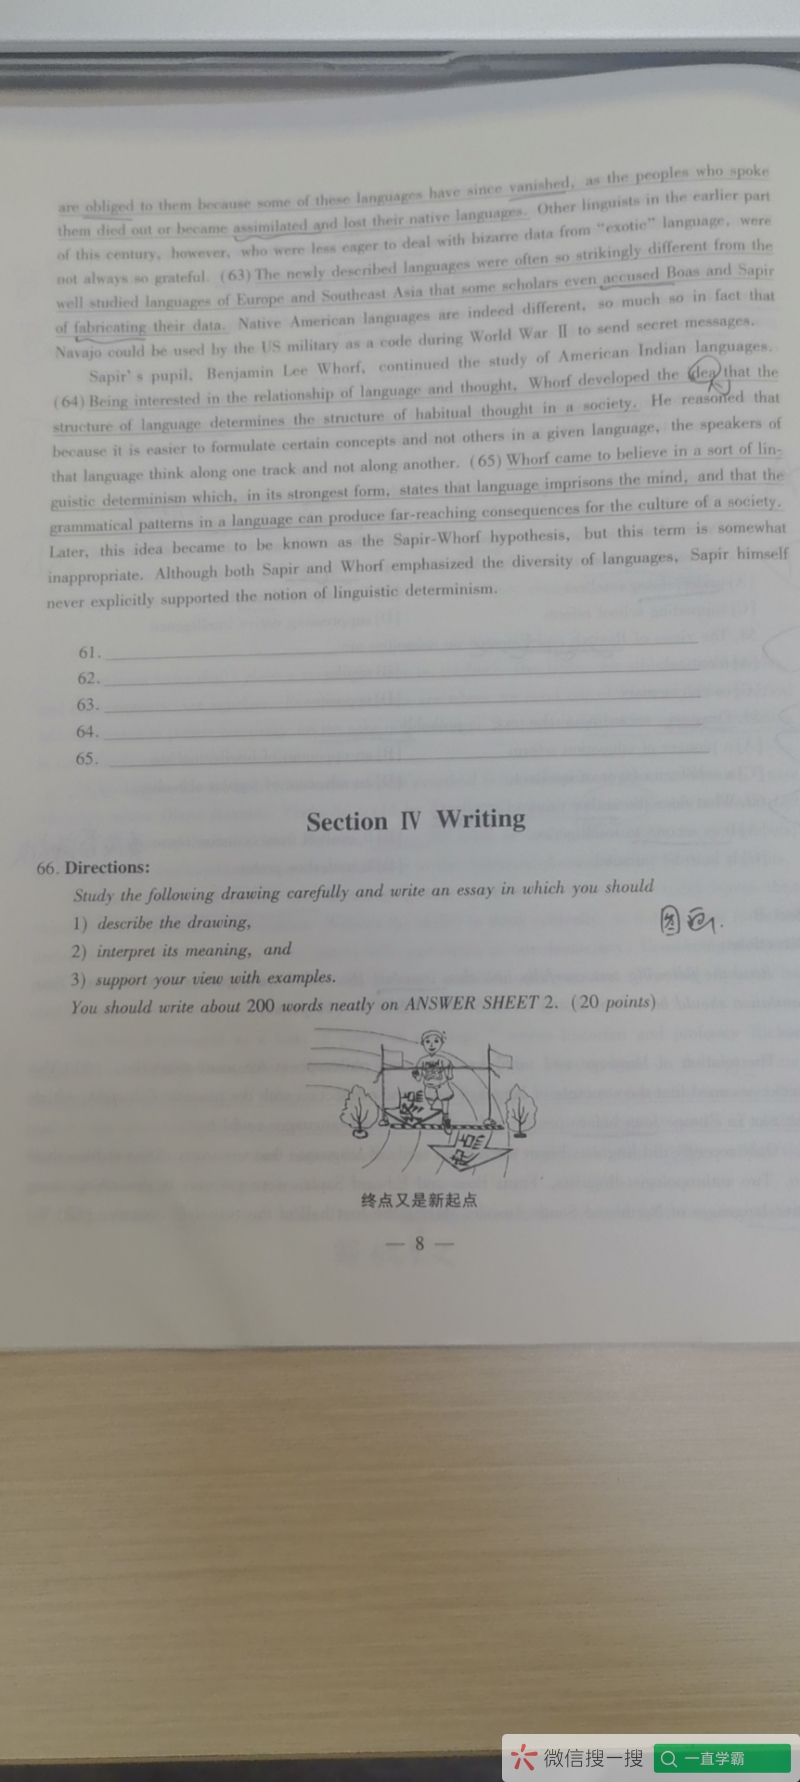 are obliged to them because some of these languages have since vanished, as the peoples who spoke
them died out or became assimilated and lost their native languages. Other linguists in the earlier part
of this century, however, who were less eager to deal with bizarre data from “exotic” language, were
not always so grateful. (63) The newly described languages were often so strikingly different from the
well studied languages of Europe and Southeast Asia that some scholars even accused Boas and Sapir
of fabricating their data. Native American languages are indeed different, so much so in fact that
Navajo could be used by the US military as a code during World War Ⅱ to send secret messages.
Sapir's pupil, Benjamin Lee Whorf, continued the study of American Indian languages.
(64) Being interested in the relationship of language and thought, Whorf developed the idea that the
structure of language determines the structure of habitual thought in a society. He reasoned that
because it is easier to formulate certain concepts and not others in a given language, the speakers of
that language think along one track and not along another. (65) Whorf came to believe in a sort of lin-
guistic determinism which, in its strongest form, states that language imprisons the mind, and that the
grammatical patterns in a language can produce far-reaching consequences for the culture of a society.
Later, this idea became to be known as the Sapir-Whorf hypothesis, but this term is somewhat
inappropriate. Although both Sapir and Whorf emphasized the diversity of languages, Sapir himself
never explicitly supported the notion of linguistic determinism.
61.
62.
63.
64.
65.
Section Ⅳ Writing
66. Directions:
Study the following drawing carefully and write an essay in which you should
1) describe the drawing,
图画.
2) interpret its meaning, and
3) support your view with examples.
You should write about 200 words neatly on ANSWER SHEET 2. (20 points)
起点
终点又是新起点
— 8 —
微信搜一搜
一直学霸